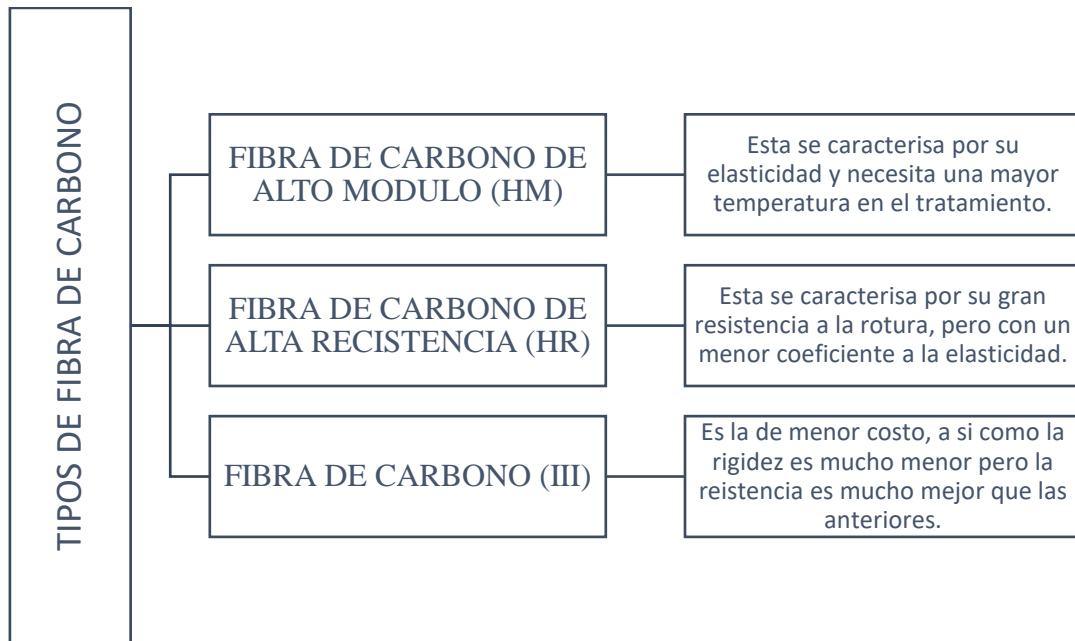 TIPOS DE FIBRA DE CARBONO
FIBRA DE CARBONO DE
ALTO MODULO (HM)
Esta se caracterisa por su
elasticidad y necesita una mayor
temperatura en el tratamiento.
FIBRA DE CARBONO DE
ALTA RECISTENCIA (HR)
Esta se caracterisa por su gran
resistencia a la rotura, pero con un
menor coeficiente a la elasticidad.
FIBRA DE CARBONO (III)
Es la de menor costo, a si como la
rigidez es mucho menor pero la
reistencia es mucho mejor que las
anteriores.